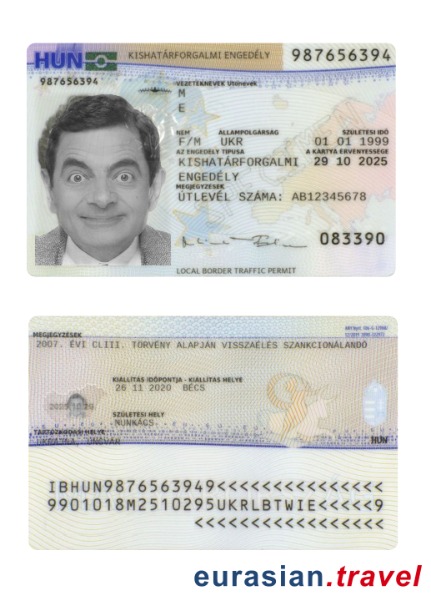 HUN KISHATÁRFORGALMI ENGEDÉLY 987656394
987656394
VEZETÉKNEVEK Utónevek
M
E
NEM ÁLLAMPOLGÁRSÁG SZÜLETÉSI IDŐ
F/M UKR 01 01 1999
AZ ENGEDÉLY TÍPUSA A KÁRTYA ÉRVÉNYESSÉGE
KISHATÁRFORGALMI 29 10 2025
ENGEDÉLY
MEGJEGYZÉSEK
ÚTLEVÉL SZÁMA: AB12345678
083390
LOCAL BORDER TRAFFIC PERMIT
MEGJEGYZÉSEK
2007. ÉVI CLIII. TÖRVÉNY ALAPJÁN VISSZAÉLÉS SZANKCIONÁLANDÓ
KIÁLLÍTÁS IDŐPONTJA - KIÁLLÍTÁS HELYE
26 11 2020 BÉCS
SZÜLETÉSI HELY
MUNKÁCS
TARTÓZKODÁSI HELYE
UKRAJNA, UNGVÁR
HUN
IBHUN9876563949<<<<<<<<<<<<<<<
9901018M2510295UKRLBTWIE<<<<<9
<<<<<<<<<<<<<<<<<
eurasian.travel